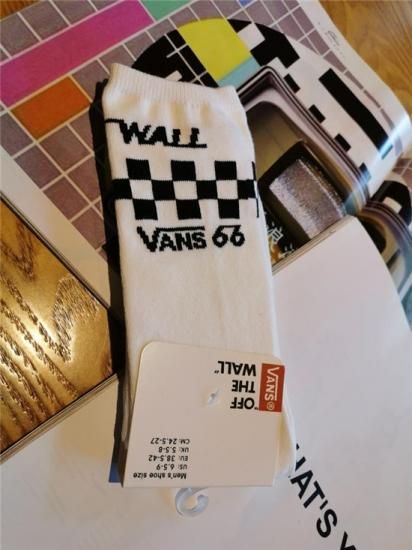 WALL
VANS 66
VANS®
"OFF
THE
WALL"
Men's shoe size
US: 6.5-9
EU: 38.5-42
UK: 5.5-8
CM: 24.5-27
HAT'S Y